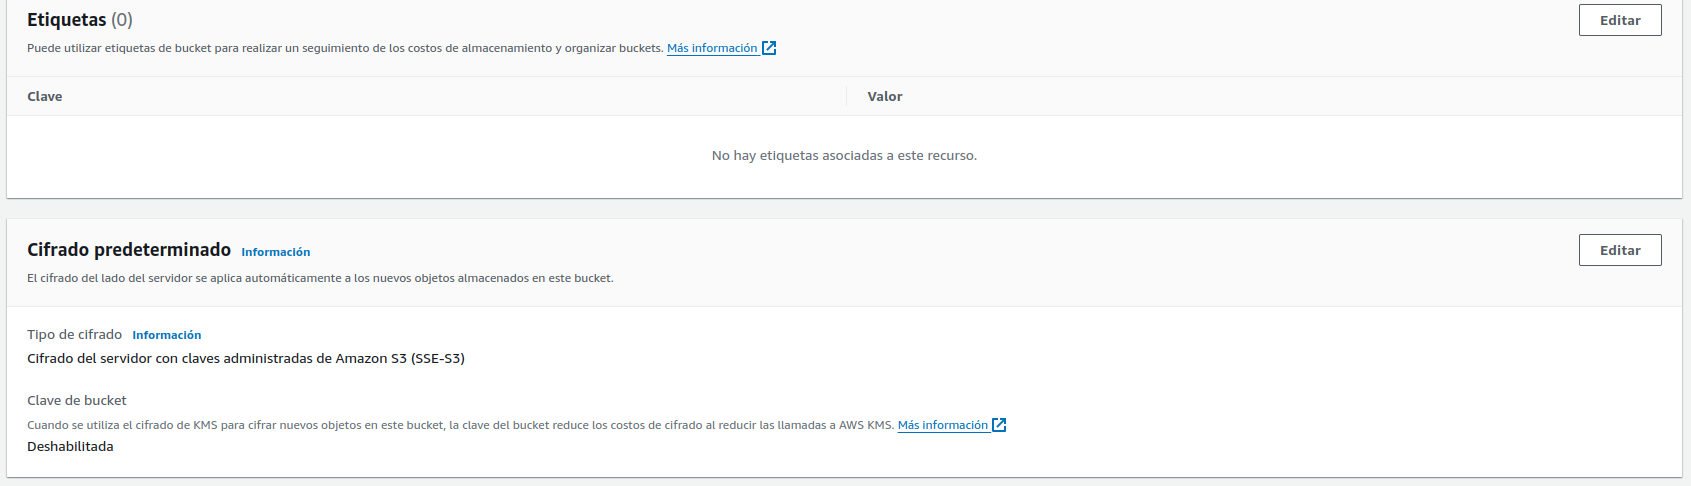 Etiquetas (0)
Editar
Puede utilizar etiquetas de bucket para realizar un seguimiento de los costos de almacenamiento y organizar buckets. Más información
Clave Valor
No hay etiquetas asociadas a este recurso.
Cifrado predeterminado Información
Editar
El cifrado del lado del servidor se aplica automáticamente a los nuevos objetos almacenados en este bucket.
Tipo de cifrado Información
Cifrado del servidor con claves administradas de Amazon S3 (SSE-S3)
Clave de bucket
Cuando se utiliza el cifrado de KMS para cifrar nuevos objetos en este bucket, la clave del bucket reduce los costos de cifrado al reducir las llamadas a AWS KMS. Más información
Deshabilitada